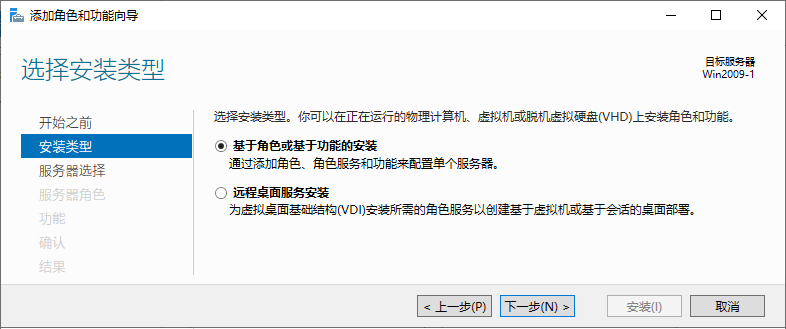 添加角色和功能向导
选择安装类型
目标服务器
Win2009-1
开始之前
安装类型
服务器选择
服务器角色
功能
确认
结果
选择安装类型。你可以在正在运行的物理计算机、虚拟机或脱机虚拟硬盘(VHD)上安装角色和功能。
基于角色或基于功能的安装
通过添加角色、角色服务和功能来配置单个服务器。
远程桌面服务安装
为虚拟桌面基础结构(VDI)安装所需的角色服务以创建基于虚拟机或基于会话的桌面部署。
< 上一步(P) 下一步(N) > 安装(I) 取消